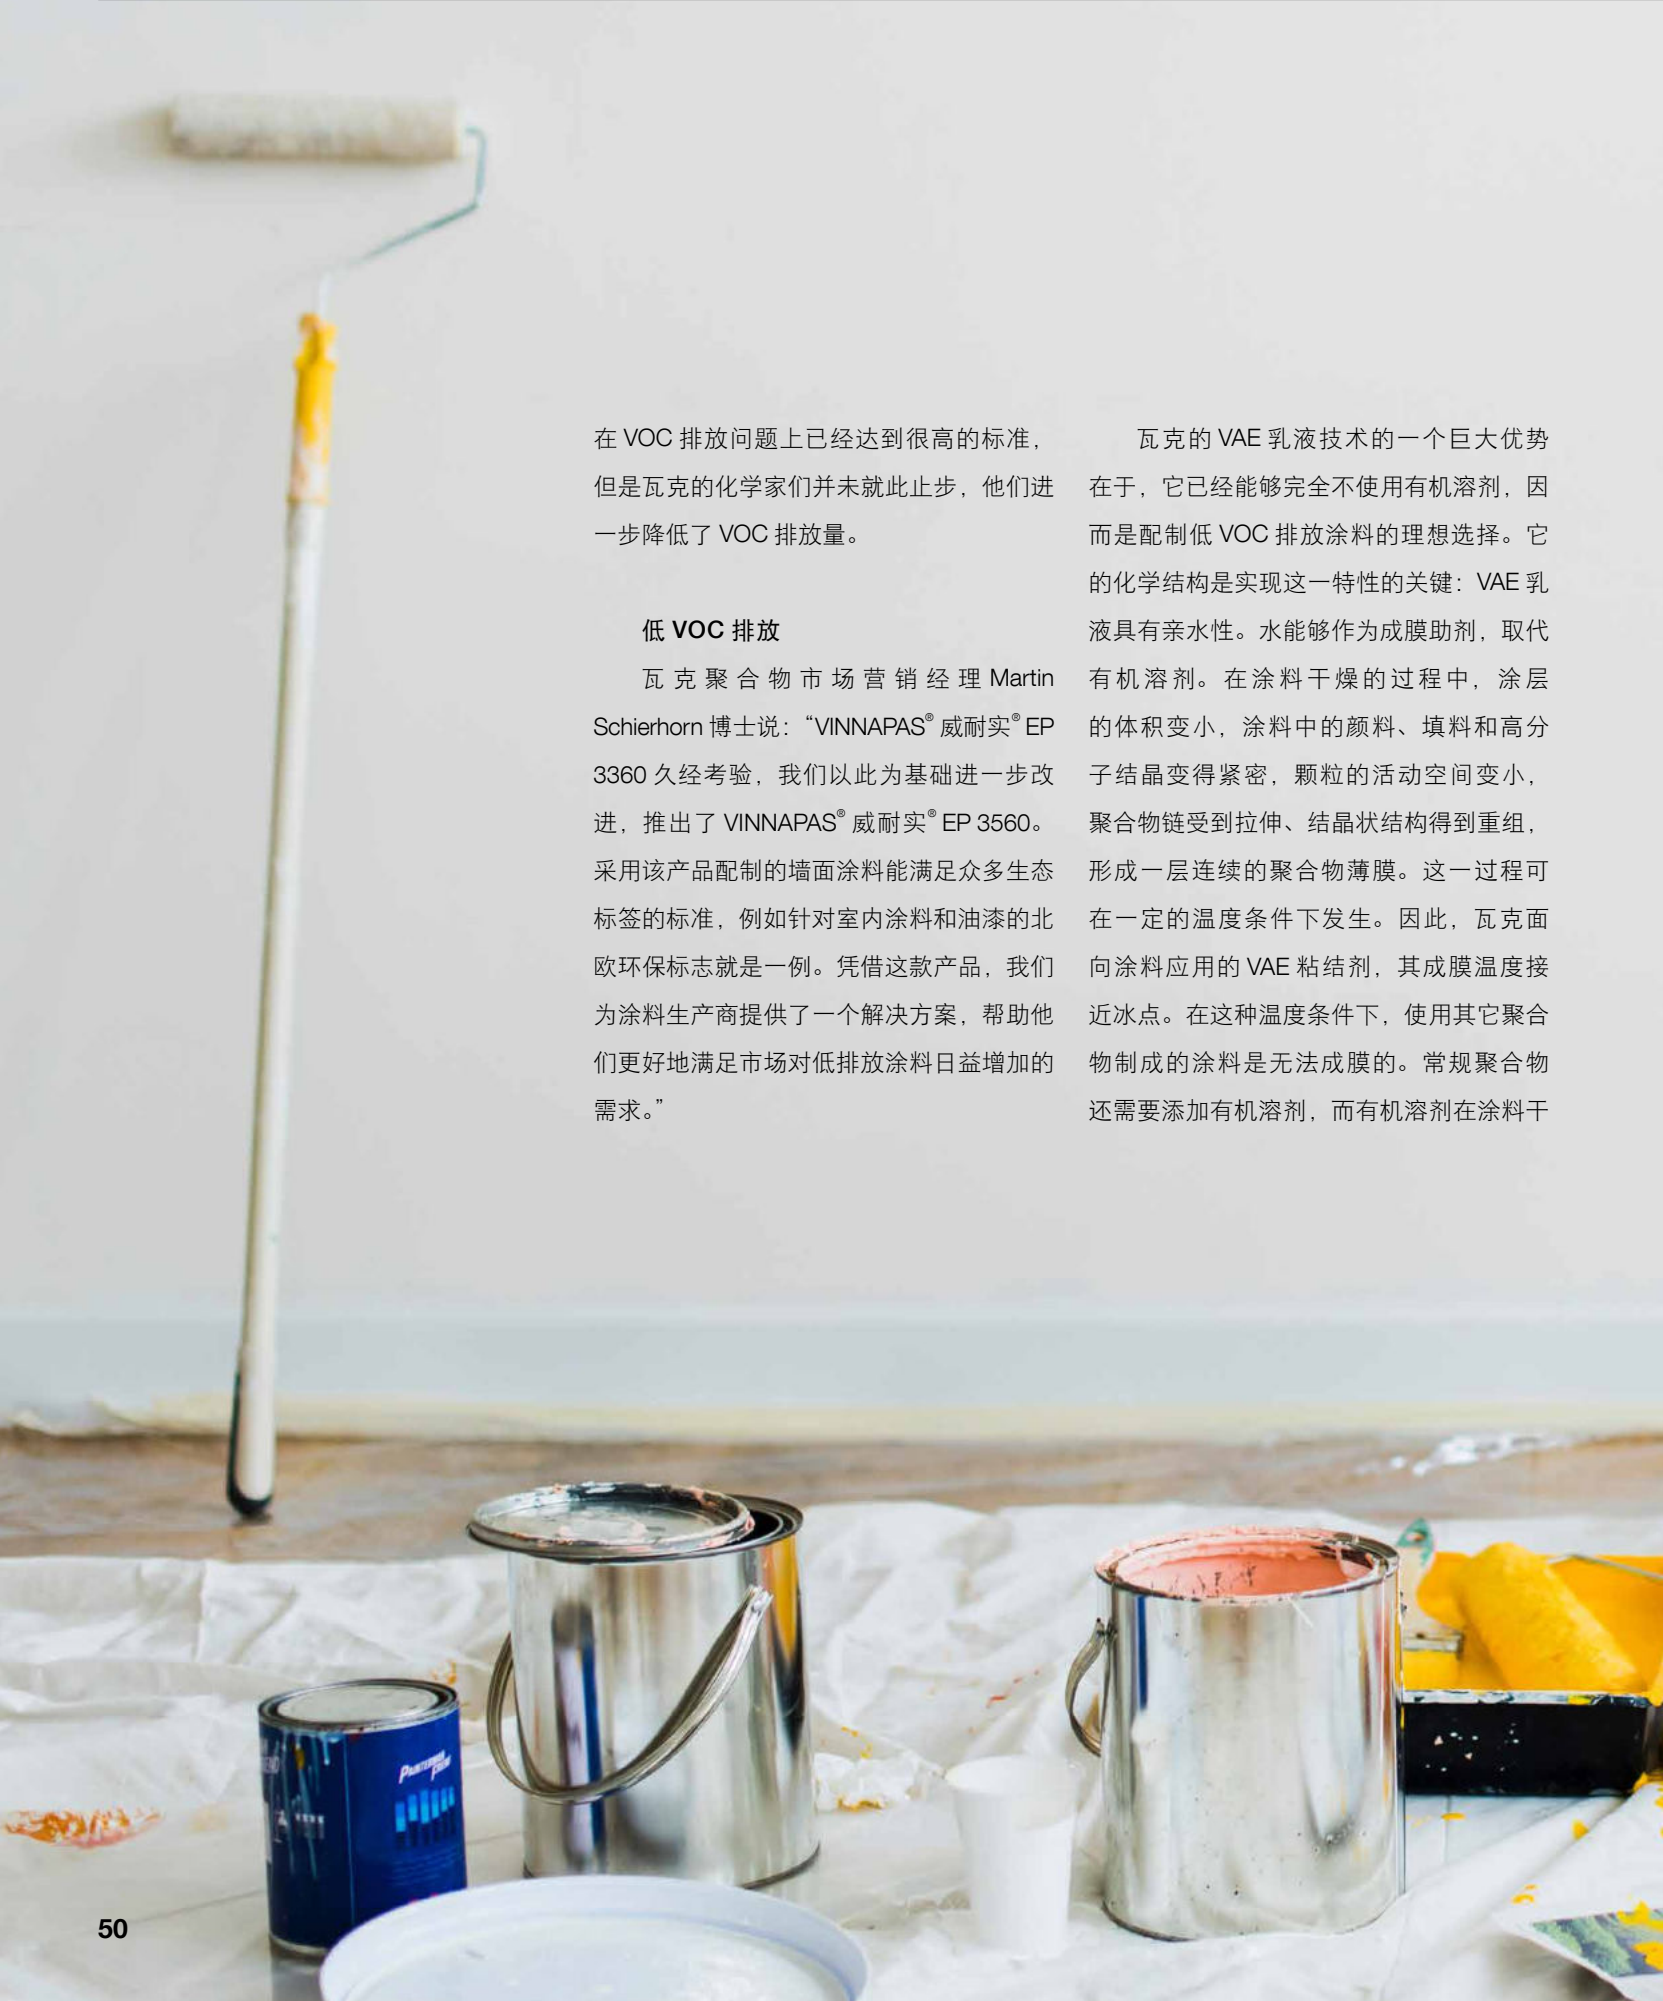 在 VOC 排放问题上已经达到很高的标准，
但是瓦克的化学家们并未就此止步，他们进
一步降低了 VOC 排放量。
低 VOC 排放
瓦克聚合物市场营销经理 Martin
Schierhorn 博士说：“VINNAPAS® 威耐实® EP
3360 久经考验，我们以此为基础进一步改
进，推出了 VINNAPAS® 威耐实® EP 3560。
采用该产品配制的墙面涂料能满足众多生态
标签的标准，例如针对室内涂料和油漆的北
欧环保标志就是一例。凭借这款产品，我们
为涂料生产商提供了一个解决方案，帮助他
们更好地满足市场对低排放涂料日益增加的
需求。”
瓦克的 VAE 乳液技术的一个巨大优势
在于，它已经能够完全不使用有机溶剂，因
而是配制低 VOC 排放涂料的理想选择。它
的化学结构是实现这一特性的关键：VAE 乳
液具有亲水性。水能够作为成膜助剂，取代
有机溶剂。在涂料干燥的过程中，涂层
的体积变小，涂料中的颜料、填料和高分
子结晶变得紧密，颗粒的活动空间变小，
聚合物链受到拉伸、结晶状结构得到重组，
形成一层连续的聚合物薄膜。这一过程可
在一定的温度条件下发生。因此，瓦克面
向涂料应用的 VAE 粘结剂，其成膜温度接
近冰点。在这种温度条件下，使用其它聚合
物制成的涂料是无法成膜的。常规聚合物
还需要添加有机溶剂，而有机溶剂在涂料干
50